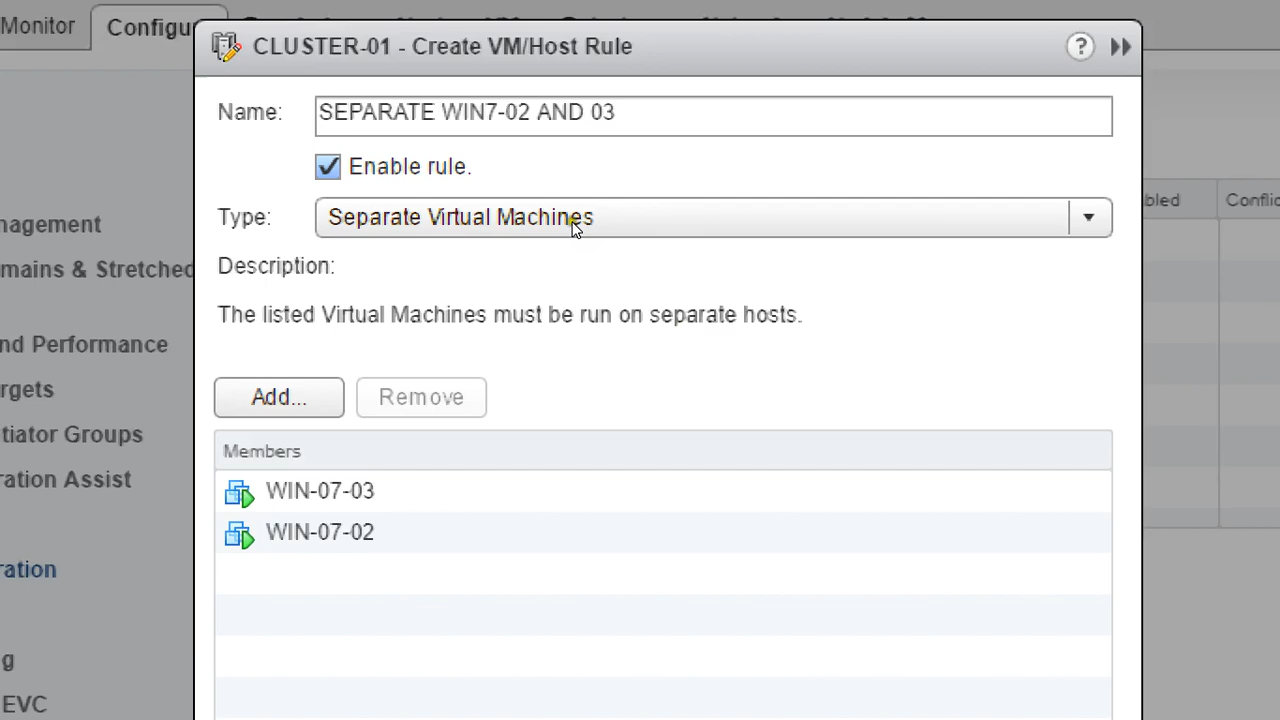 Monitor
Configu
CLUSTER-01 - Create VM/Host Rule
?
Name:
SEPARATE WIN7-02 AND 03
Enable rule.
Type:
Separate Virtual Machines
Description:
The listed Virtual Machines must be run on separate hosts.
Add...
Remove
Members
WIN-07-03
WIN-07-02
nagement
mains & Stretched
nd Performance
rgets
tiator Groups
ration Assist
ration
g
EVC
bled
Conflic